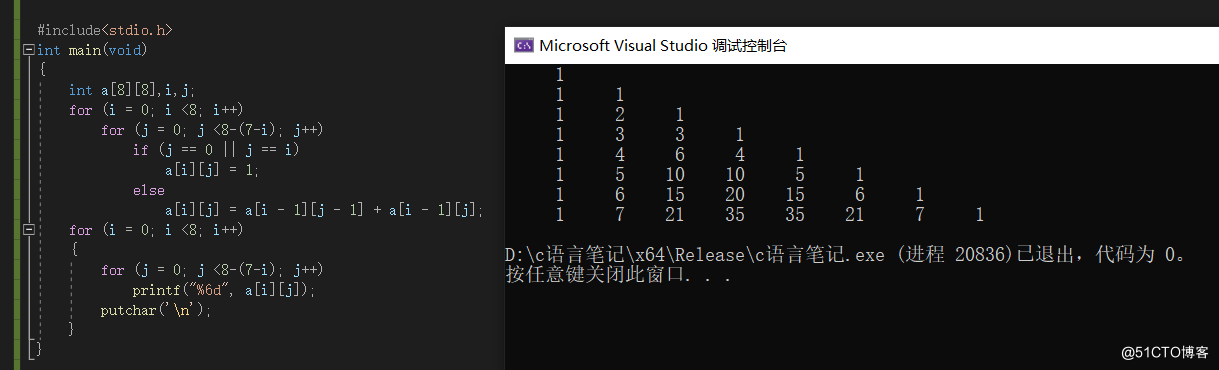 #include<stdio.h>
int main(void)
{
    int a[8][8],i,j;
    for (i = 0; i <8; i++)
        for (j = 0; j <8-(7-i); j++)
            if (j == 0 || j == i)
                a[i][j] = 1;
            else
                a[i][j] = a[i - 1][j - 1] + a[i - 1][j];
    for (i = 0; i <8; i++)
    {
        for (j = 0; j <8-(7-i); j++)
            printf("%6d", a[i][j]);
        putchar('\n');
    }
}
Microsoft Visual Studio 调试控制台
     1
     1     1
     1     2     1
     1     3     3     1
     1     4     6     4     1
     1     5    10    10     5     1
     1     6    15    20    15     6     1
     1     7    21    35    35    21     7     1
D:\c语言笔记\x64\Release\c语言笔记.exe (进程 20836)已退出，代码为 0。
按任意键关闭此窗口. . .
@51CTO博客